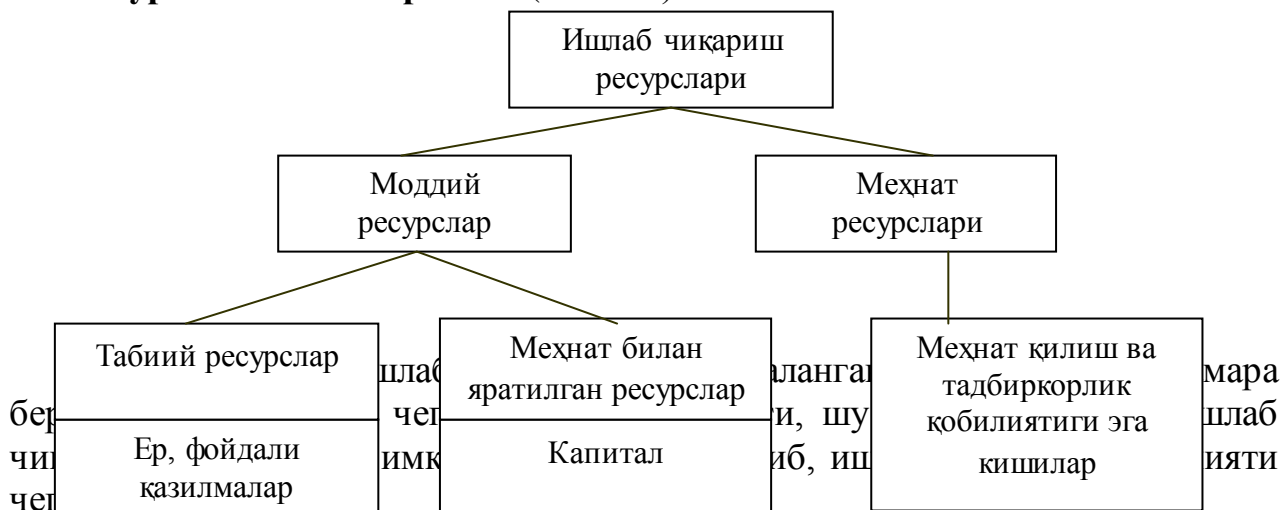 Ишлаб чиқариш
ресурслари
Моддий
ресурслар
Меҳнат
ресурслари
Табиий ресурслар
Меҳнат билан
яратилган ресурслар
Меҳнат қилиш ва
тадбиркорлик
қобилиятиги эга
кишилар
Ер, фойдали
қазилмалар
Капитал